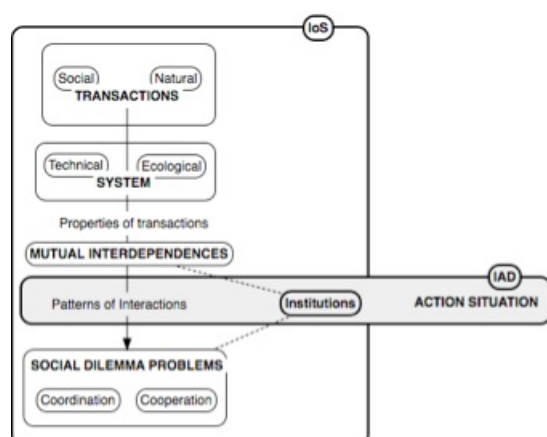 IoS
Social Natural
TRANSACTIONS
Technical Ecological
SYSTEM
Properties of transactions
MUTUAL INTERDEPENDENCES
IAD
Patterns of Interactions Institutions ACTION SITUATION
SOCIAL DILEMMA PROBLEMS
Coordination Cooperation